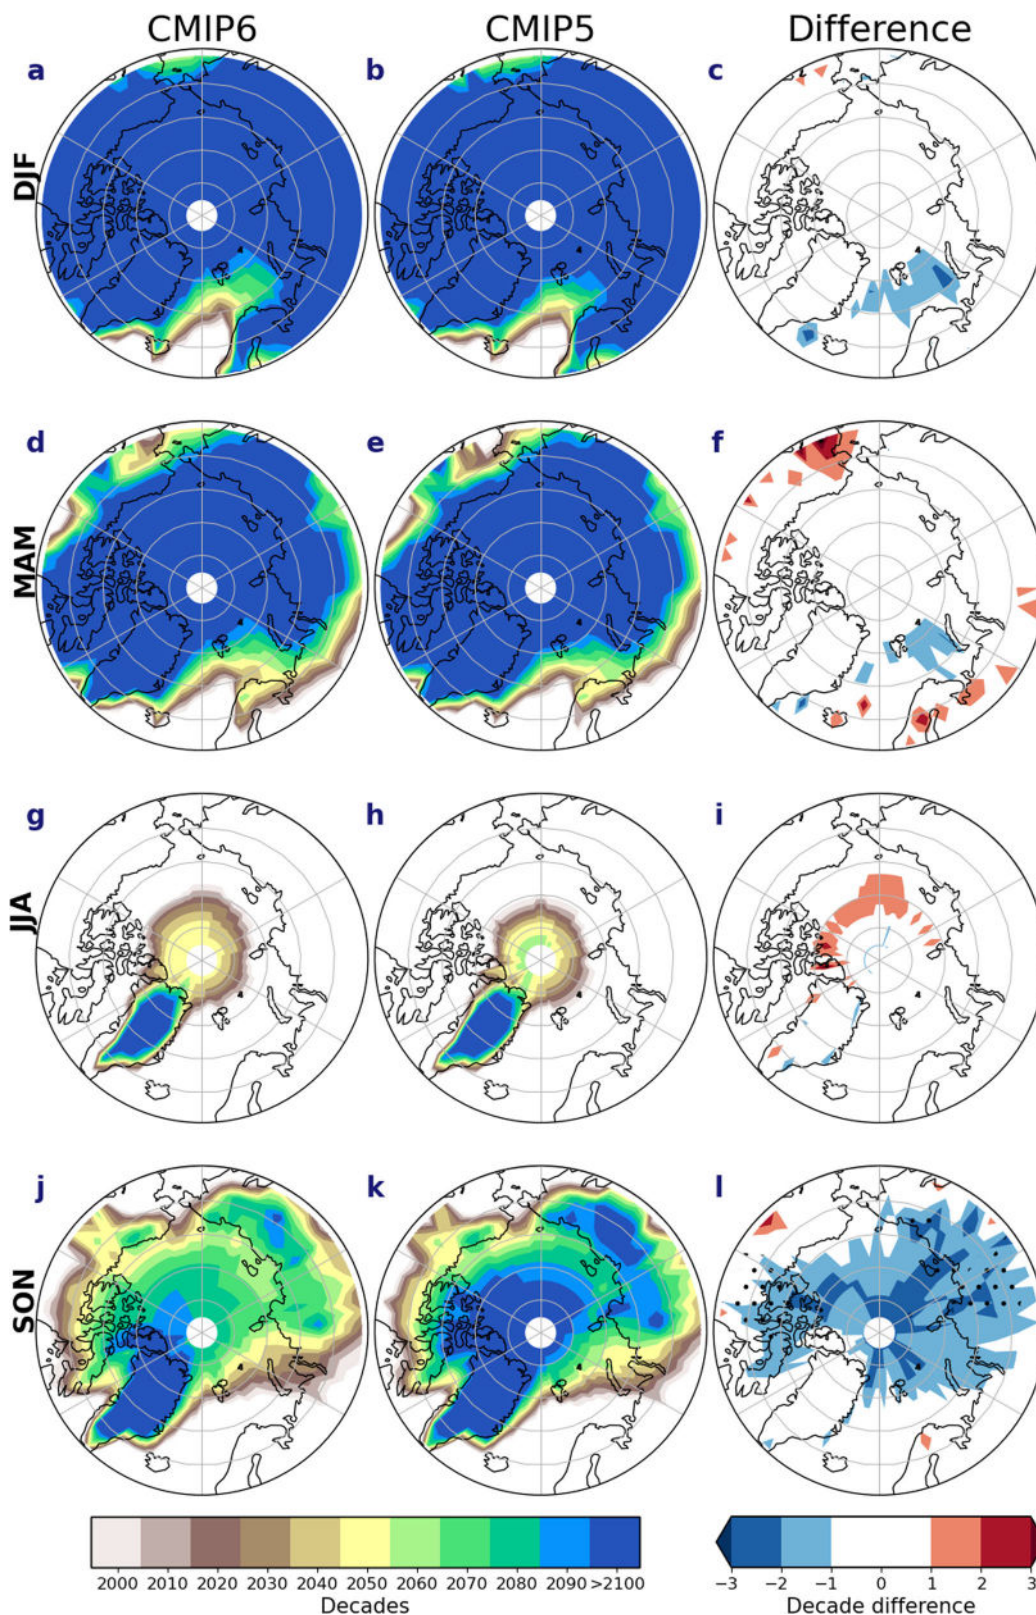 CMIP6 CMIP5 Difference
a b c
DJF
d e f
MAM
g h i
JJA
j k l
SON
2000 2010 2020 2030 2040 2050 2060 2070 2080 2090 >2100
Decades
−3 −2 −1 0 1 2 3
Decade difference